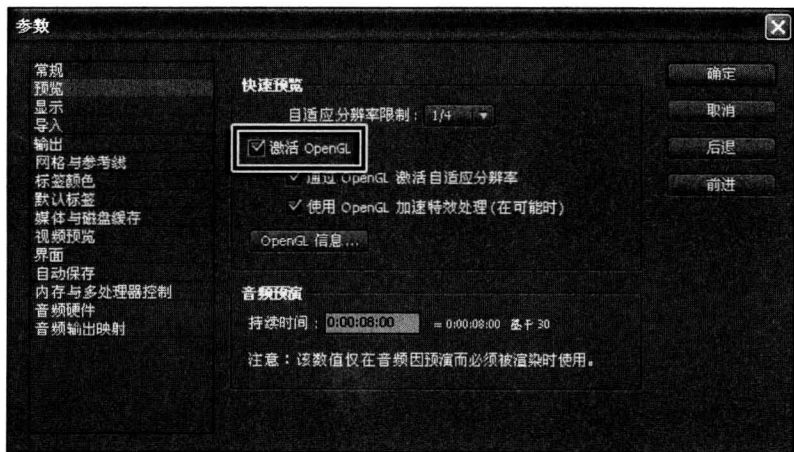 参数
常规
预览
显示
导入
输出
网格与参考线
标签颜色
默认标签
媒体与磁盘缓存
视频预览
界面
自动保存
内存与多处理器控制
音频硬件
音频输出映射
快速预览
自适应分辨率限制: 1/4
激活 OpenGL
通过 OpenGL 激活自适应分辨率
使用 OpenGL 加速特效处理(在可能时)
OpenGL 信息...
音频预演
持续时间: 0:00:08:00 = 0:00:08:00 基于 30
注意:该数值仅在音频因预演而必须被渲染时使用。
确定
取消
后退
前进